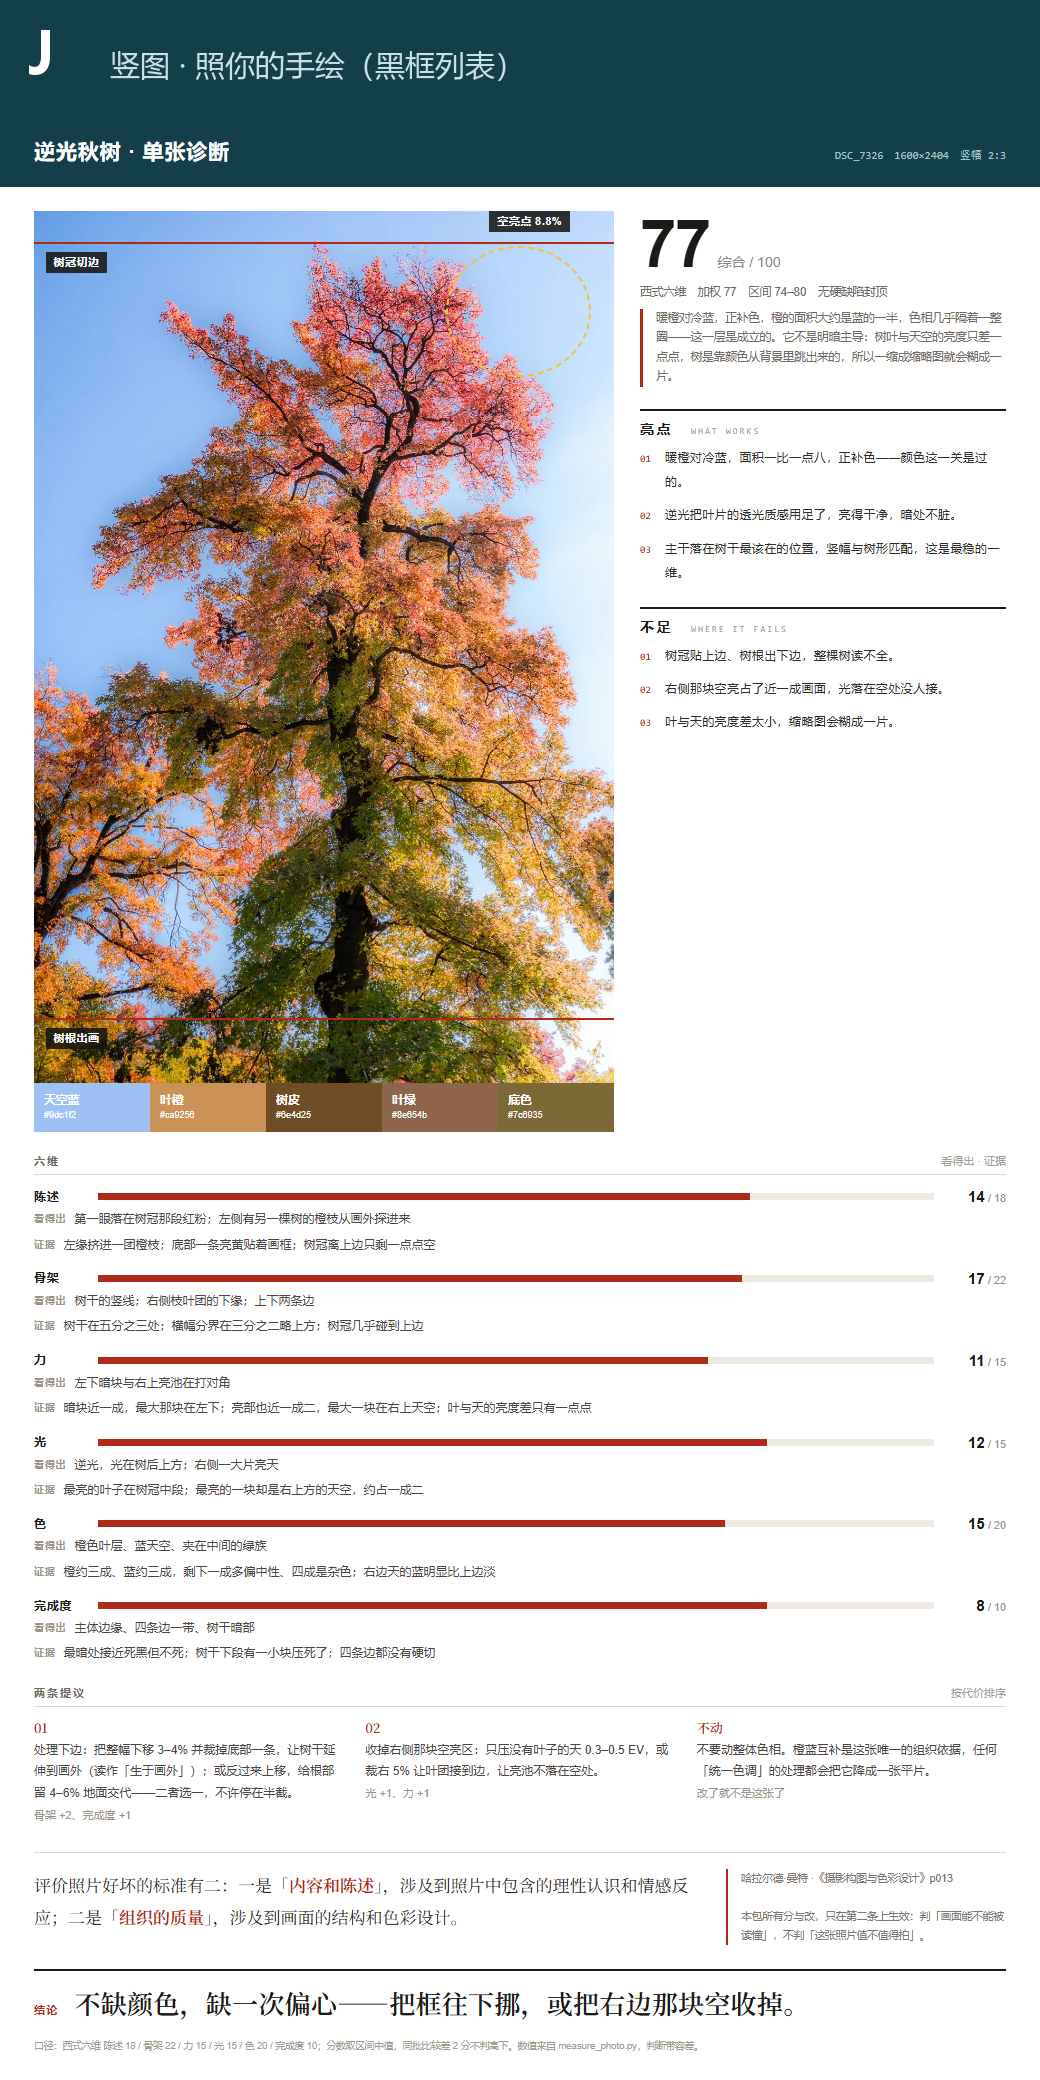 J
竖图 · 照你的手绘（黑框列表）
逆光秋树 · 单张诊断
DSC_7326 1600×2404 竖幅 2:3
空亮点 8.8%
树冠切边
树根出画
天空蓝
#9dc1f2
叶橙
#ca9256
树皮
#6e4d25
叶绿
#8e654b
底色
#7c6935
77 综合 / 100
西式六维 加权 77 区间 74–80 无硬缺陷封顶
暖橙对冷蓝，正补色，橙的面积大约是蓝的一半，色相几乎隔着一整
圈——这一层是成立的。它不是明暗主导：树叶与天空的亮度只差一
点点，树是靠颜色从背景里跳出来的，所以一缩成缩略图就会糊成一
片。
亮点 WHAT WORKS
01 暖橙对冷蓝，面积一比一点八，正补色——颜色这一关是过
的。
02 逆光把叶片的透光质感用足了，亮得干净，暗处不脏。
03 主干落在树干最该在的位置，竖幅与树形匹配，这是最稳的一
维。
不足 WHERE IT FAILS
01 树冠贴上边、树根出下边，整棵树读不全。
02 右侧那块空亮占了近一成画面，光落在空处没人接。
03 叶与天的亮度差太小，缩略图会糊成一片。
六维 看得出 · 证据
陈述 14 / 18
看得出 第一眼落在树冠那段红粉；左侧有另一棵树的橙枝从画外探进来
证据 左缘挤进一团橙枝；底部一条亮黄贴着画框；树冠离上边只剩一点点空
骨架 17 / 22
看得出 树干的竖线；右侧枝叶团的下缘；上下两条边
证据 树干在五分之三处；横幅分界在三分之二略上方；树冠几乎碰到上边
力 11 / 15
看得出 左下暗块与右上亮池在打对角
证据 暗块近一成，最大那块在左下；亮部也近一成二，最大一块在右上天空；叶与天的亮度差只有一点点
光 12 / 15
看得出 逆光，光在树后上方；右侧一大片亮天
证据 最亮的叶子在树冠中段；最亮的一块却是右上方的天空，约占一成二
色 15 / 20
看得出 橙色叶层、蓝天空、夹在中间的绿族
证据 橙约三成、蓝约三成，剩下一成多偏中性、四成是杂色；右边天的蓝明显比上边淡
完成度 8 / 10
看得出 主体边缘、四条边一带、树干暗部
证据 最暗处接近死黑但不死；树干下段有一小块压死了；四条边都没有硬切
两条提议 按代价排序
01
处理下边：把整幅下移 3–4% 并裁掉底部一条，让树干延
伸到画外（读作「生于画外」）；或反过来上移，给根部
留 4–6% 地面交代——二者选一，不许停在半截。
骨架 +2、完成度 +1
02
收掉右侧那块空亮区：只压没有叶子的天 0.3–0.5 EV，或
裁右 5% 让叶团接到边，让亮池不落在空处。
光 +1、力 +1
不动
不要动整体色相。橙蓝互补是这张唯一的组织依据，任何
「统一色调」的处理都会把它降成一张平片。
改了就不是这张了
评价照片好坏的标准有二：一是「内容和陈述」，涉及到照片中包含的理性认识和情感反
应；二是「组织的质量」，涉及到画面的结构和色彩设计。
哈拉尔德·曼特 ·《摄影构图与色彩设计》p013
本包所有分与改，只在第二条上生效：判「画面能不能被
读懂」，不判「这张照片值不值得拍」。
结论 不缺颜色，缺一次偏心——把框往下挪，或把右边那块空收掉。
口径：西式六维 陈述 18 / 骨架 22 / 力 15 / 光 15 / 色 20 / 完成度 10；分数取区间中值，同批比较差 2 分不判高下。数值来自 measure_photo.py，判断带容差。